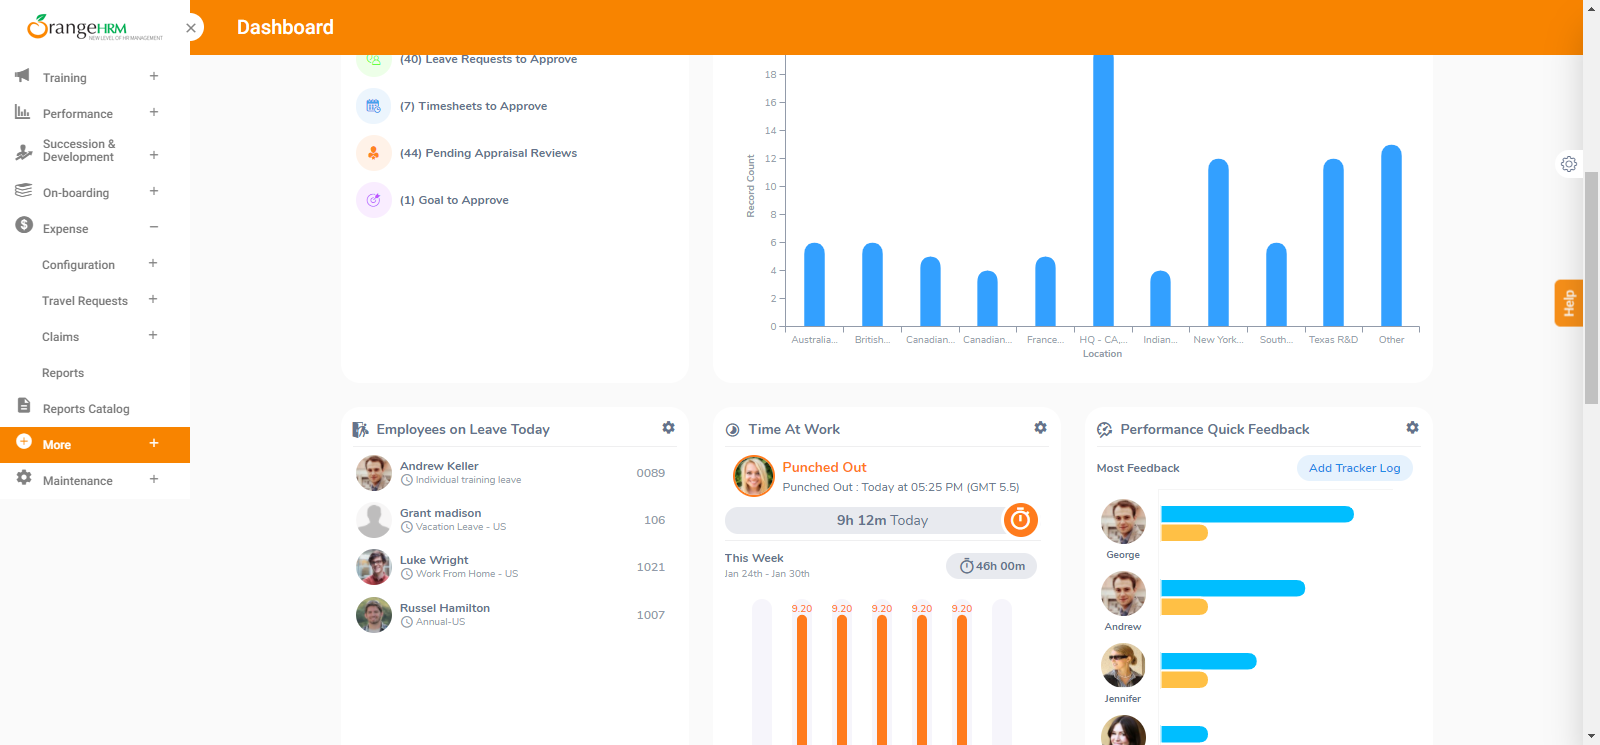 OrangeHRM
NEW LEVEL OF HR MANAGEMENT
Dashboard
Training
Performance
Succession &
Development
On-boarding
Expense
Configuration
Travel Requests
Claims
Reports
Reports Catalog
More
Maintenance
(40) Leave Requests to Approve
(7) Timesheets to Approve
(44) Pending Appraisal Reviews
(1) Goal to Approve
Record Count
18
16
14
12
10
8
6
4
2
0
Australia... British... Canadian... Canadian... France... HQ - CA,... Indian... New York... South... Texas R&D Other
Location
Help
Employees on Leave Today
Andrew Keller
Individual training leave
0089
Grant madison
Vacation Leave - US
106
Luke Wright
Work From Home - US
1021
Russel Hamilton
Annual-US
1007
Time At Work
Punched Out
Punched Out : Today at 05:25 PM (GMT 5.5)
9h 12m Today
This Week
Jan 24th - Jan 30th
46h 00m
9.20 9.20 9.20 9.20 9.20
Performance Quick Feedback
Most Feedback
Add Tracker Log
George
Andrew
Jennifer